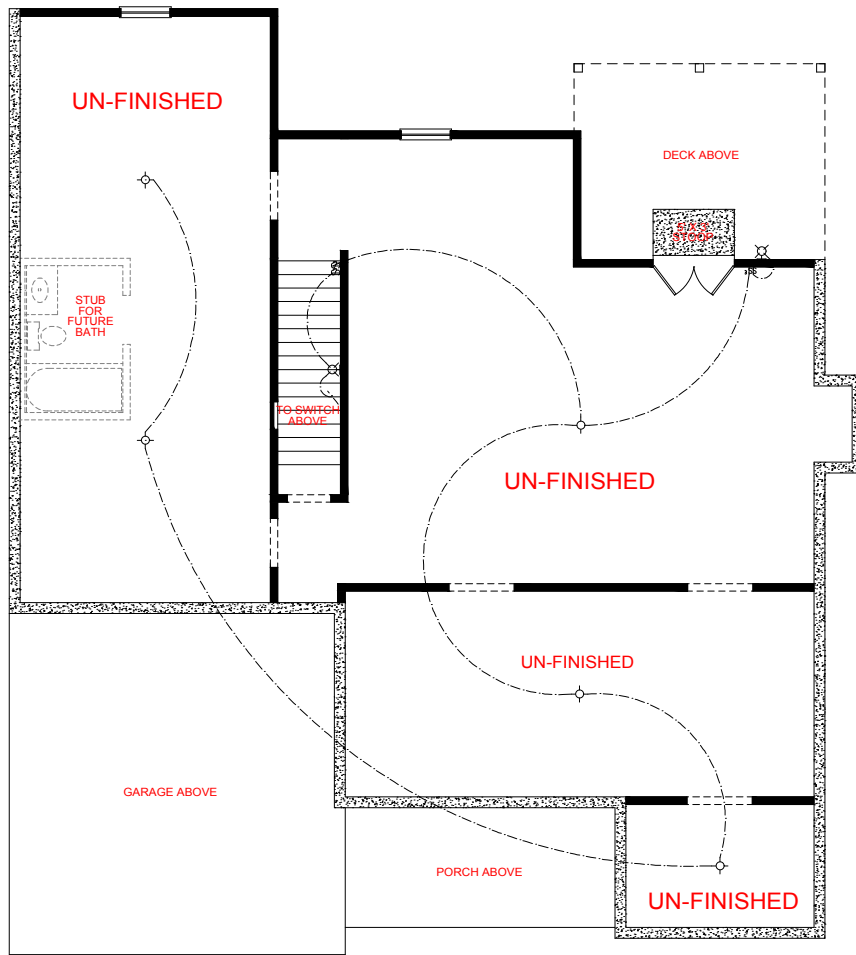 UN-FINISHED
DECK ABOVE
STUB
FOR
FUTURE
BATH
TO SWITCH
ABOVE
UN-FINISHED
UN-FINISHED
GARAGE ABOVE
PORCH ABOVE
UN-FINISHED